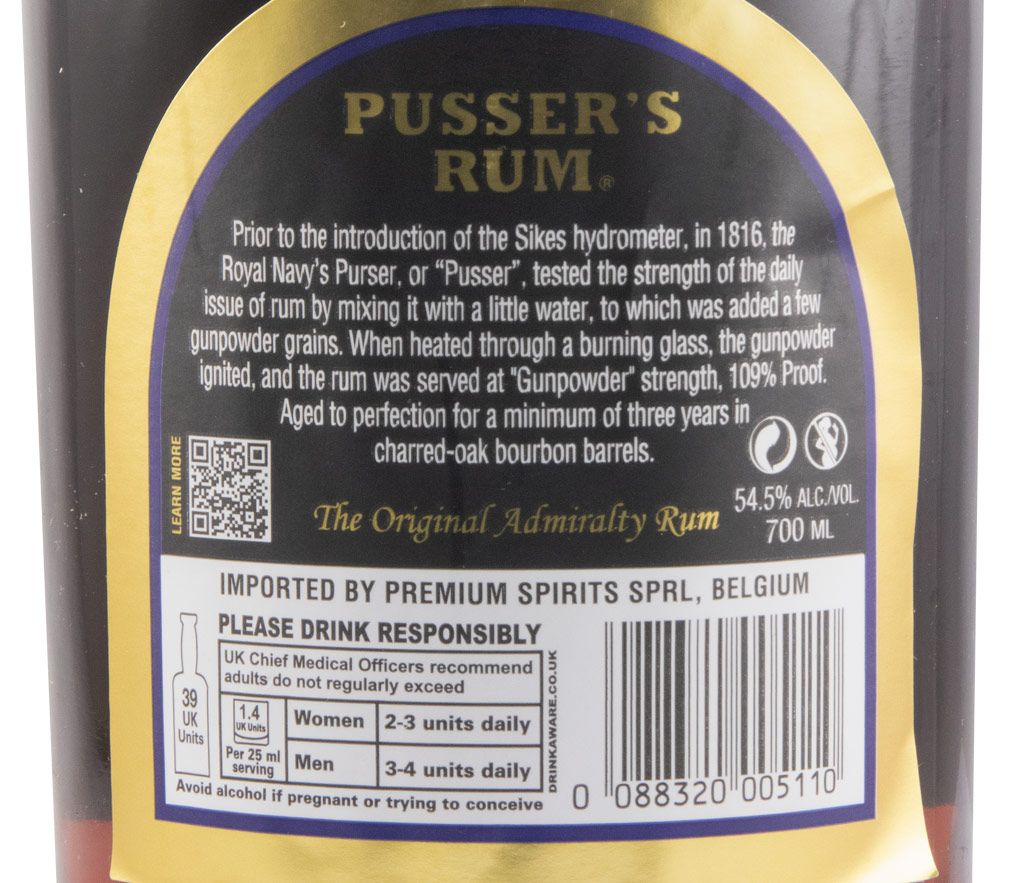 PUSSER'S
RUM®
Prior to the introduction of the Sikes hydrometer, in 1816, the
Royal Navy's Purser, or "Pusser", tested the strength of the daily
issue of rum by mixing it with a little water, to which was added a few
gunpowder grains. When heated through a burning glass, the gunpowder
ignited, and the rum was served at "Gunpowder" strength, 109% Proof.
Aged to perfection for a minimum of three years in
charred-oak bourbon barrels.
LEARN MORE
The Original Admiralty Rum
54.5% ALC./VOL.
700 ML
IMPORTED BY PREMIUM SPIRITS SPRL, BELGIUM
PLEASE DRINK RESPONSIBLY
UK Chief Medical Officers recommend
adults do not regularly exceed
39
UK
Units
1.4
UK Units
Per 25 ml
serving
Women 2-3 units daily
Men 3-4 units daily
DRINKAWARE.CO.UK
Avoid alcohol if pregnant or trying to conceive
0 088320 005110